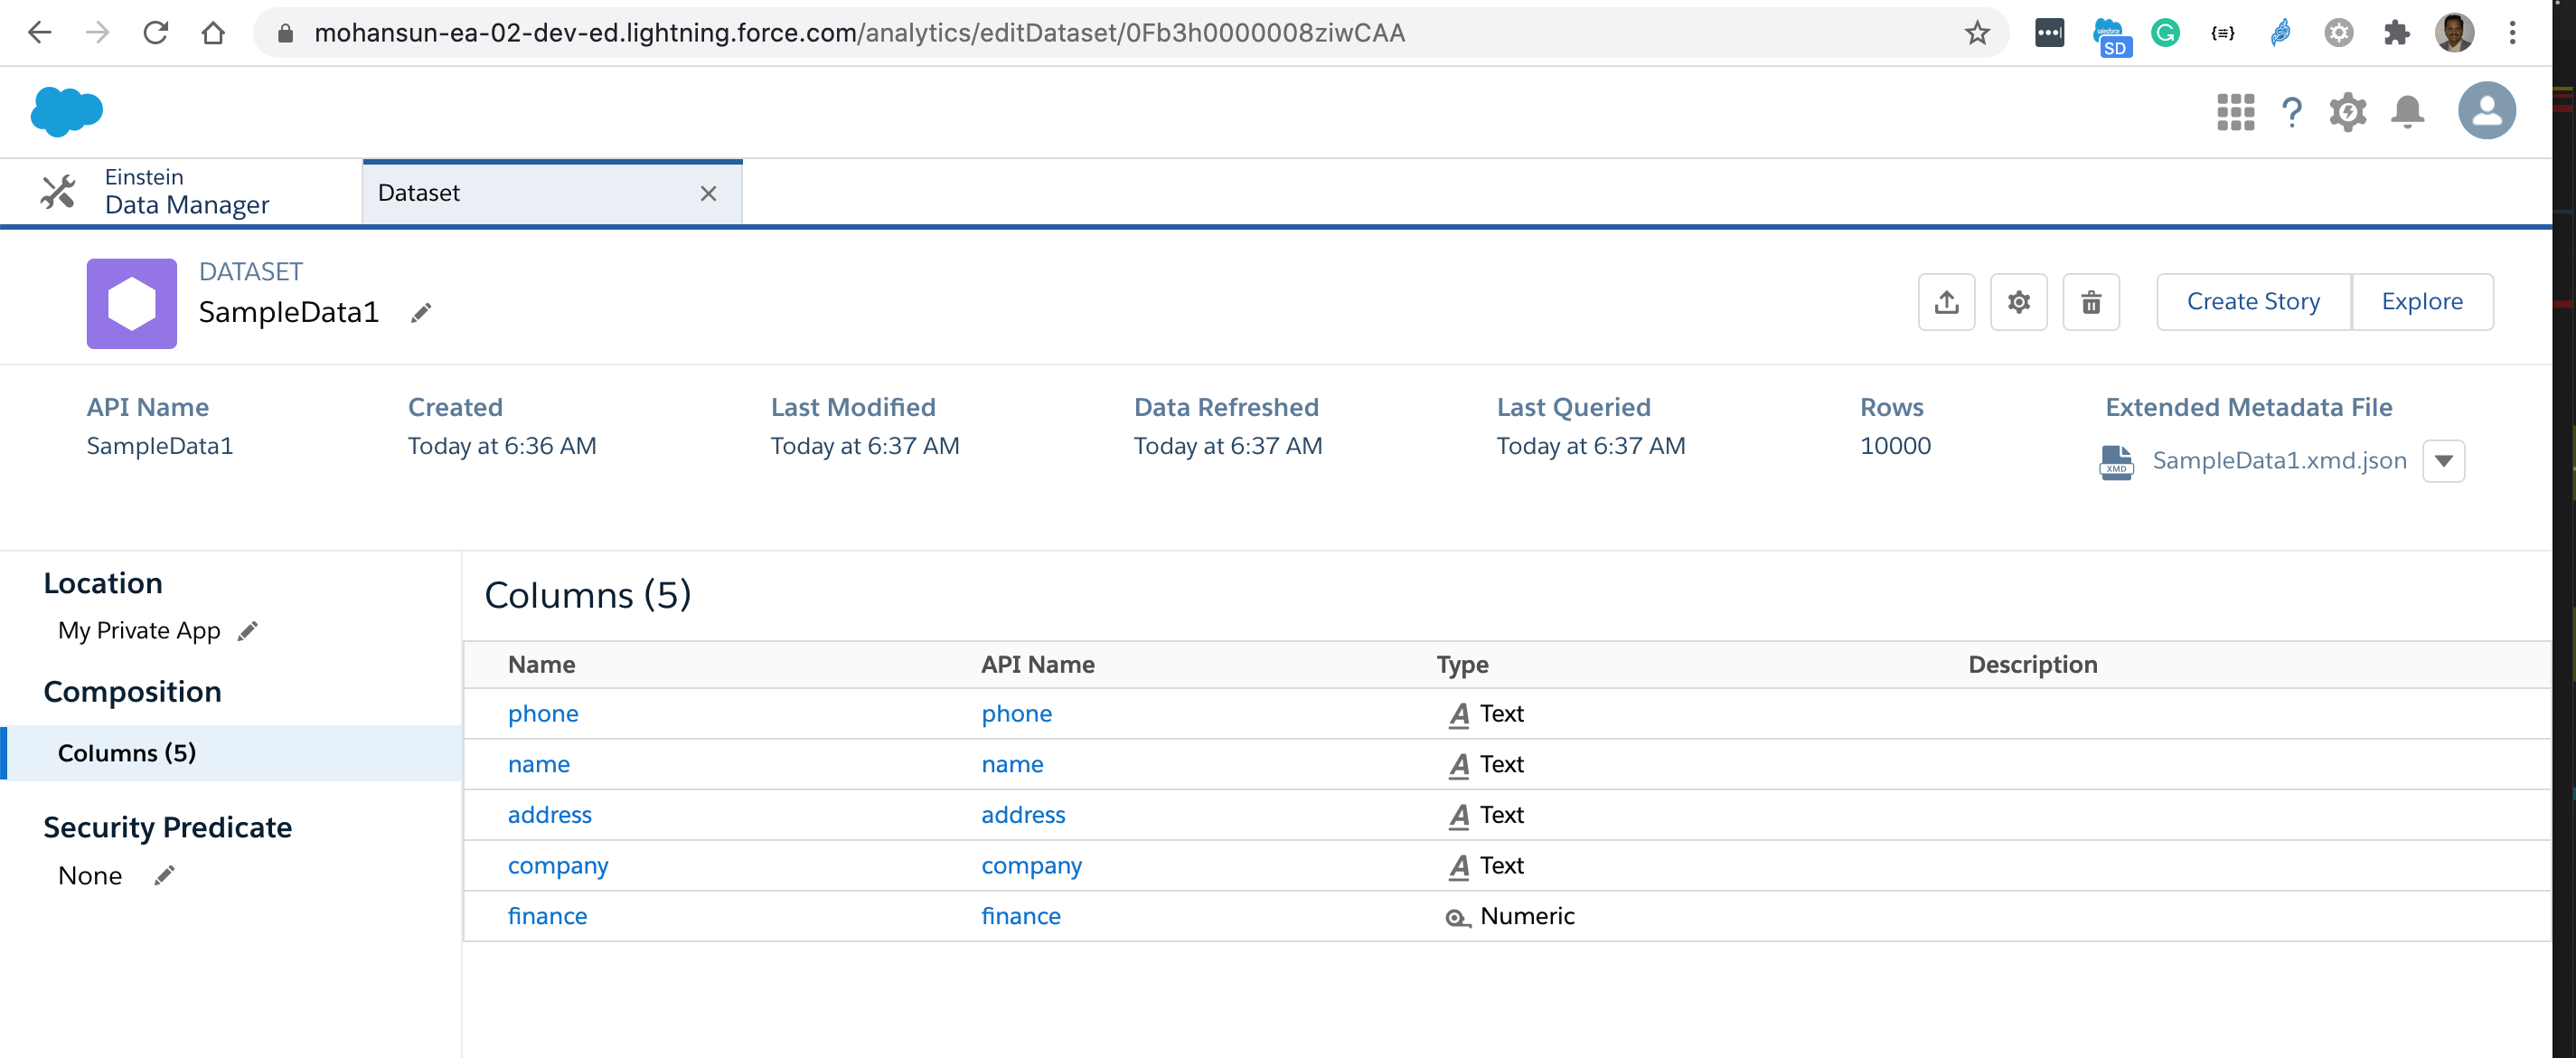 mohansun-ea-02-dev-ed.lightning.force.com/analytics/editDataset/0Fb3h0000008ziwCAA
salesforce
SD
G
Einstein
Data Manager
Dataset
DATASET
SampleData1
Create Story
Explore
API Name
Created
Last Modified
Data Refreshed
Last Queried
Rows
Extended Metadata File
SampleData1
Today at 6:36 AM
Today at 6:37 AM
Today at 6:37 AM
Today at 6:37 AM
10000
XMD
SampleData1.xmd.json
Location
My Private App
Composition
Columns (5)
Security Predicate
None
Columns (5)
Name API Name Type Description
phone phone Text
name name Text
address address Text
company company Text
finance finance Numeric